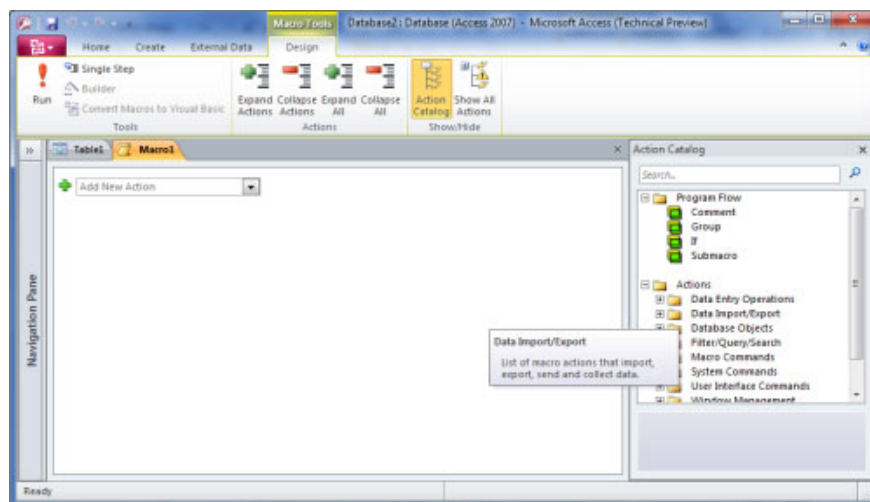 Macro Tools
Database2 : Database (Access 2007) - Microsoft Access (Technical Preview)
Home Create External Data Design
Run
Single Step
Builder
Convert Macros to Visual Basic
Tools
Expand Actions
Collapse Actions
Expand All
Collapse All
Actions
Action Catalog
Show All Actions
Show/Hide
Table1 Macro1
Action Catalog
Add New Action
Search...
Navigation Pane
Program Flow
Comment
Group
If
Submacro
Actions
Data Entry Operations
Data Import/Export
Database Objects
Filter/Query/Search
Macro Commands
System Commands
User Interface Commands
Window Management
Data Import/Export
List of macro actions that import,
export, send and collect data.
Ready